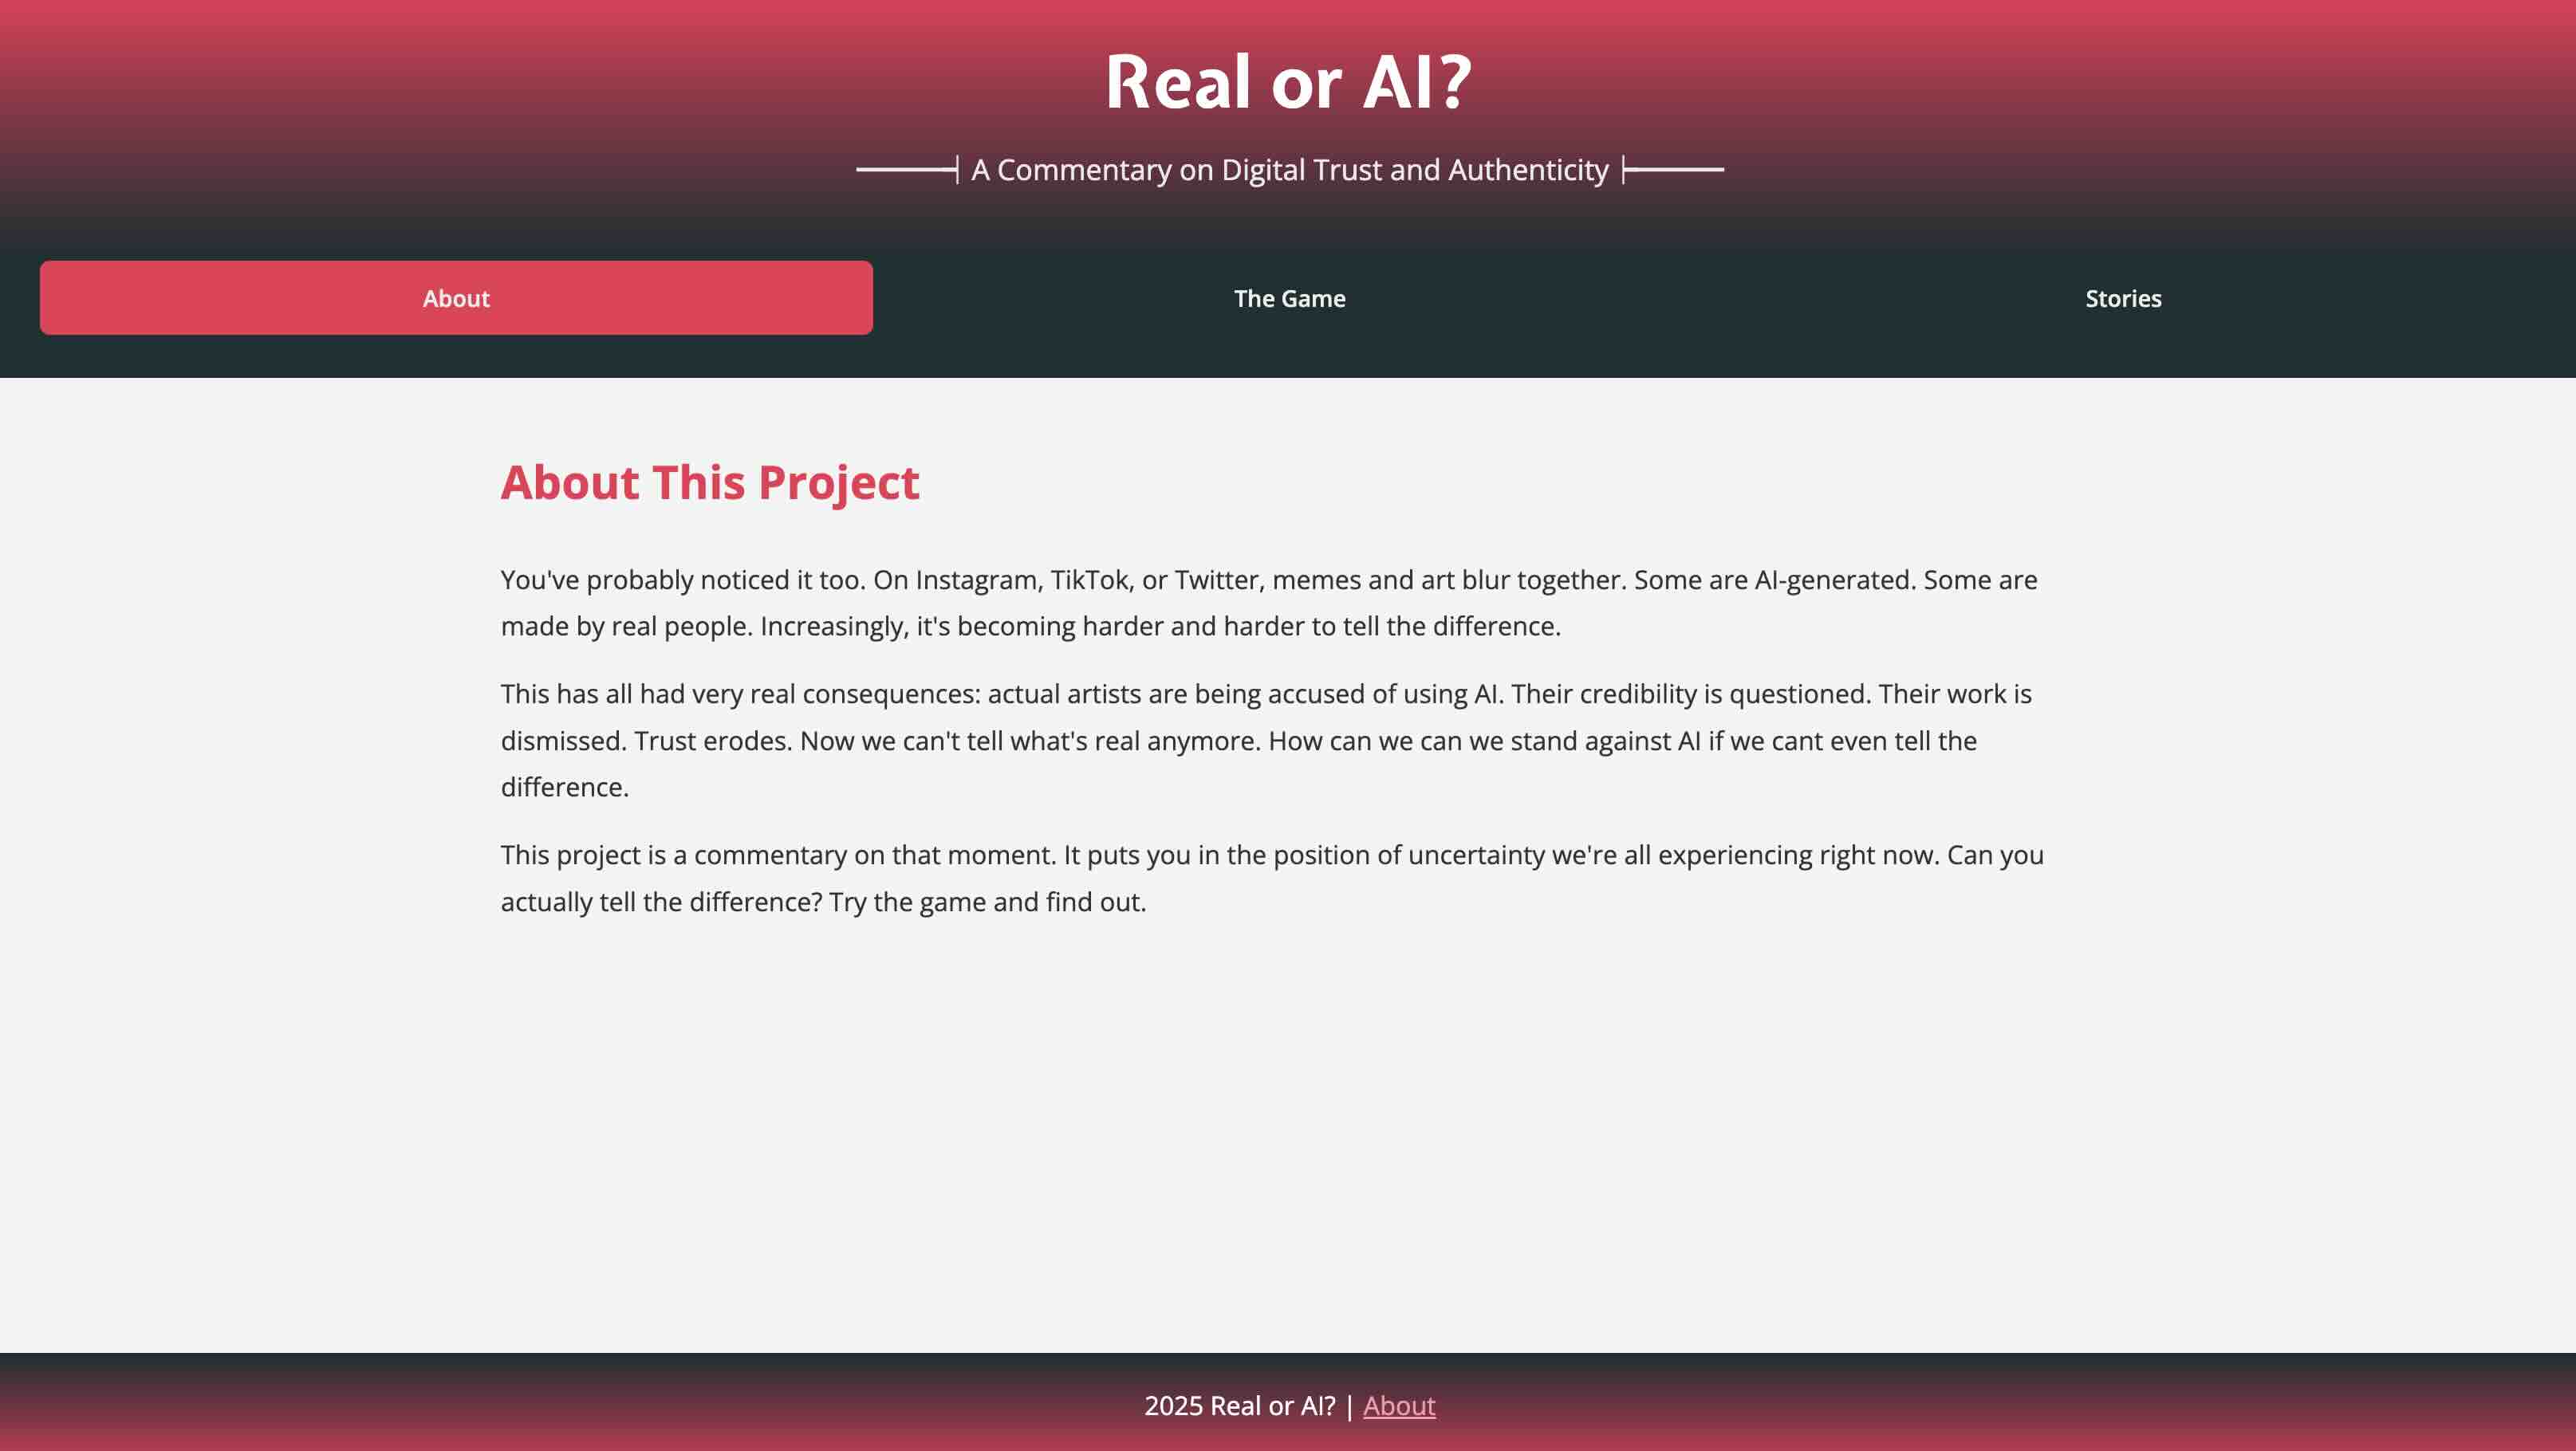 Real or AI?
A Commentary on Digital Trust and Authenticity
About
The Game
Stories
About This Project
You've probably noticed it too. On Instagram, TikTok, or Twitter, memes and art blur together. Some are AI-generated. Some are
made by real people. Increasingly, it's becoming harder and harder to tell the difference.
This has all had very real consequences: actual artists are being accused of using AI. Their credibility is questioned. Their work is
dismissed. Trust erodes. Now we can't tell what's real anymore. How can we can we stand against AI if we cant even tell the
difference.
This project is a commentary on that moment. It puts you in the position of uncertainty we're all experiencing right now. Can you
actually tell the difference? Try the game and find out.
2025 Real or AI? | About